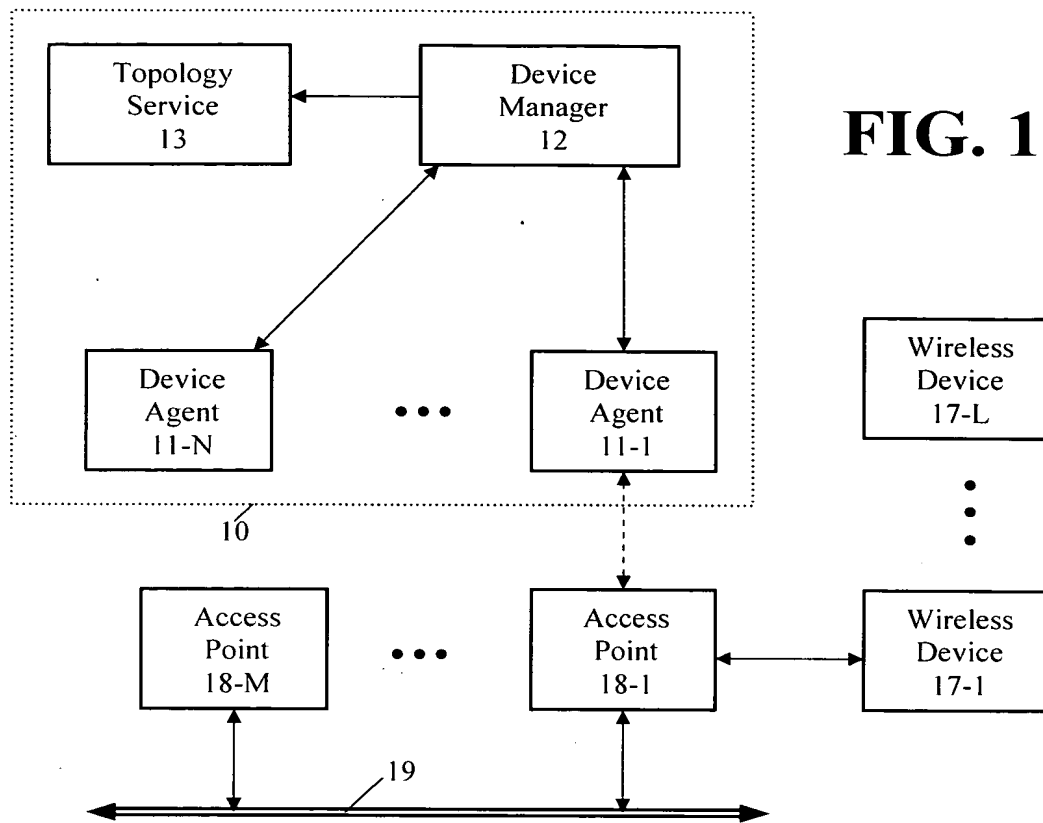 Topology
Service
13
Device
Manager
12
FIG. 1
Device
Agent
11-N
Device
Agent
11-1
Wireless
Device
17-L
10
Access
Point
18-M
Access
Point
18-1
Wireless
Device
17-1
19